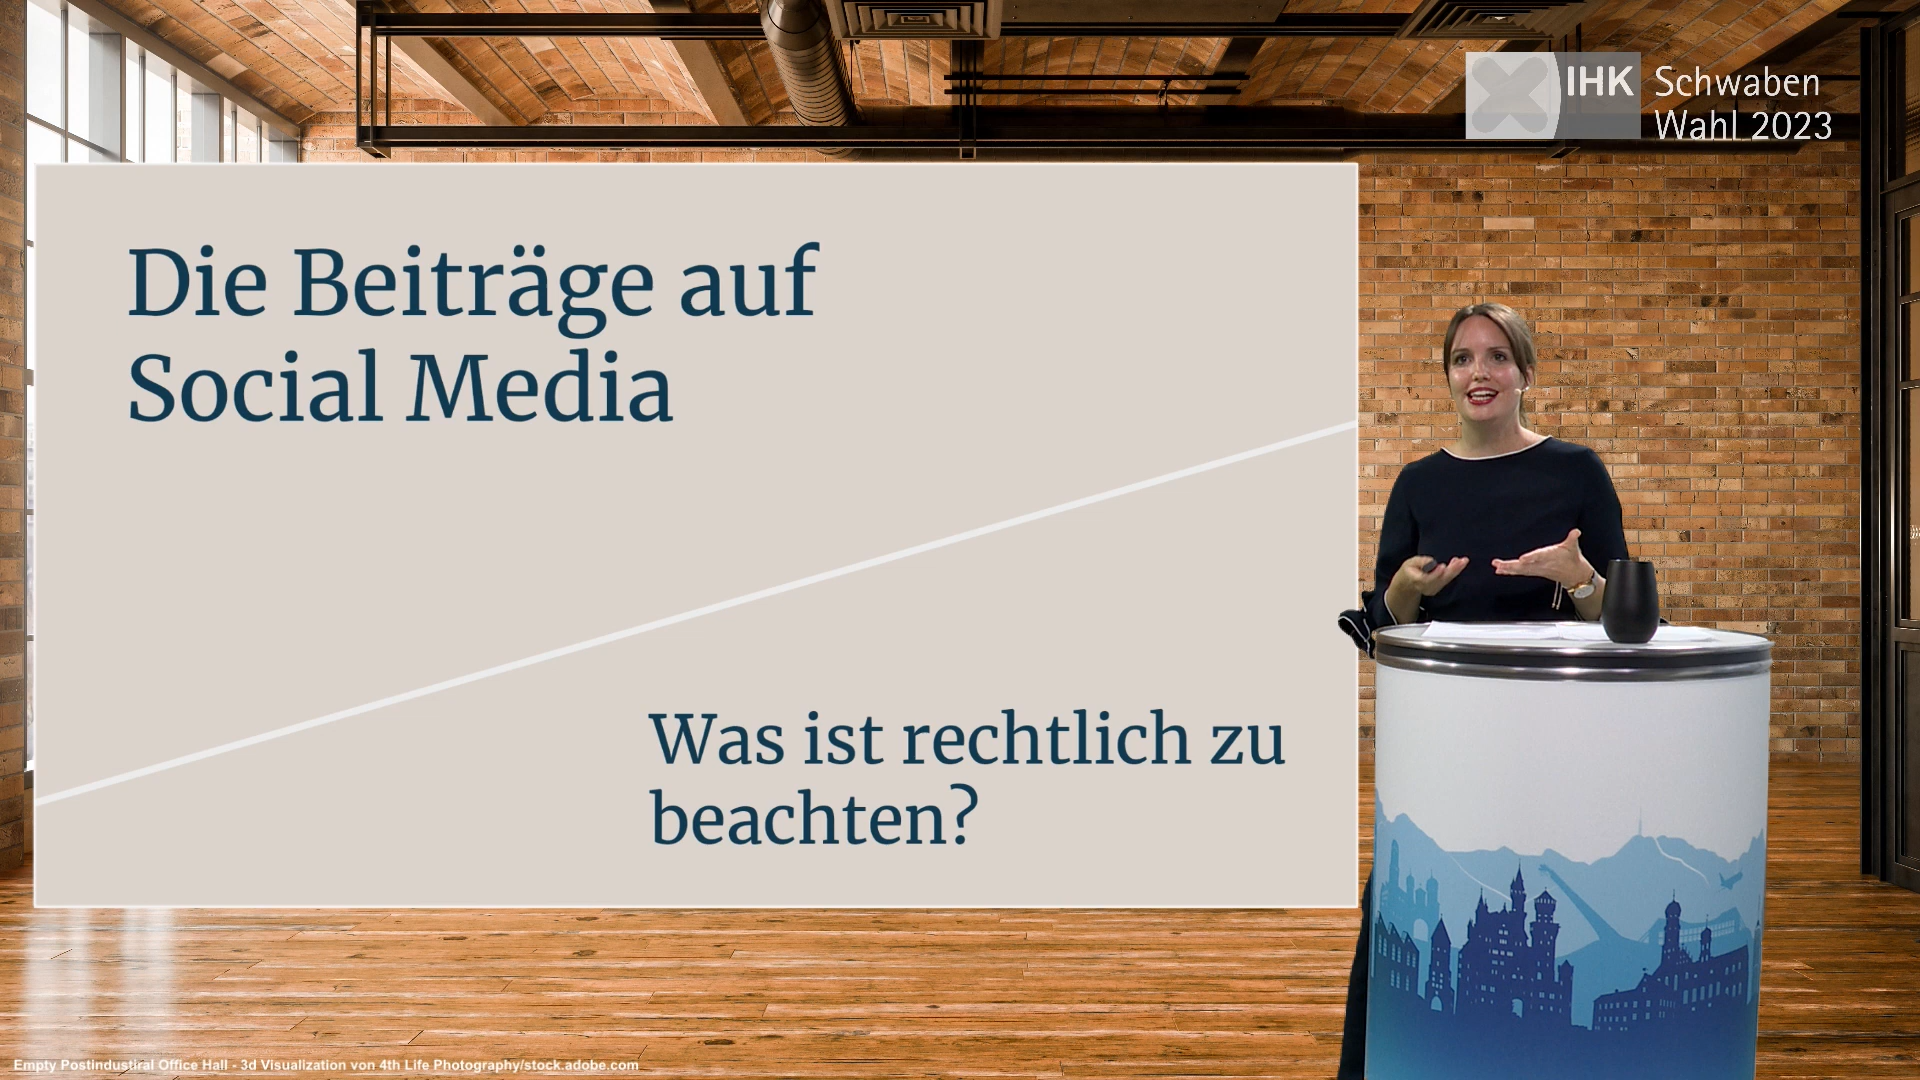 IHK Schwaben
Wahl 2023
Die Beiträge auf
Social Media
Was ist rechtlich zu
beachten?
Empty Postindustiral Office Hall - 3d Visualization von 4th Life Photography/stock.adobe.com